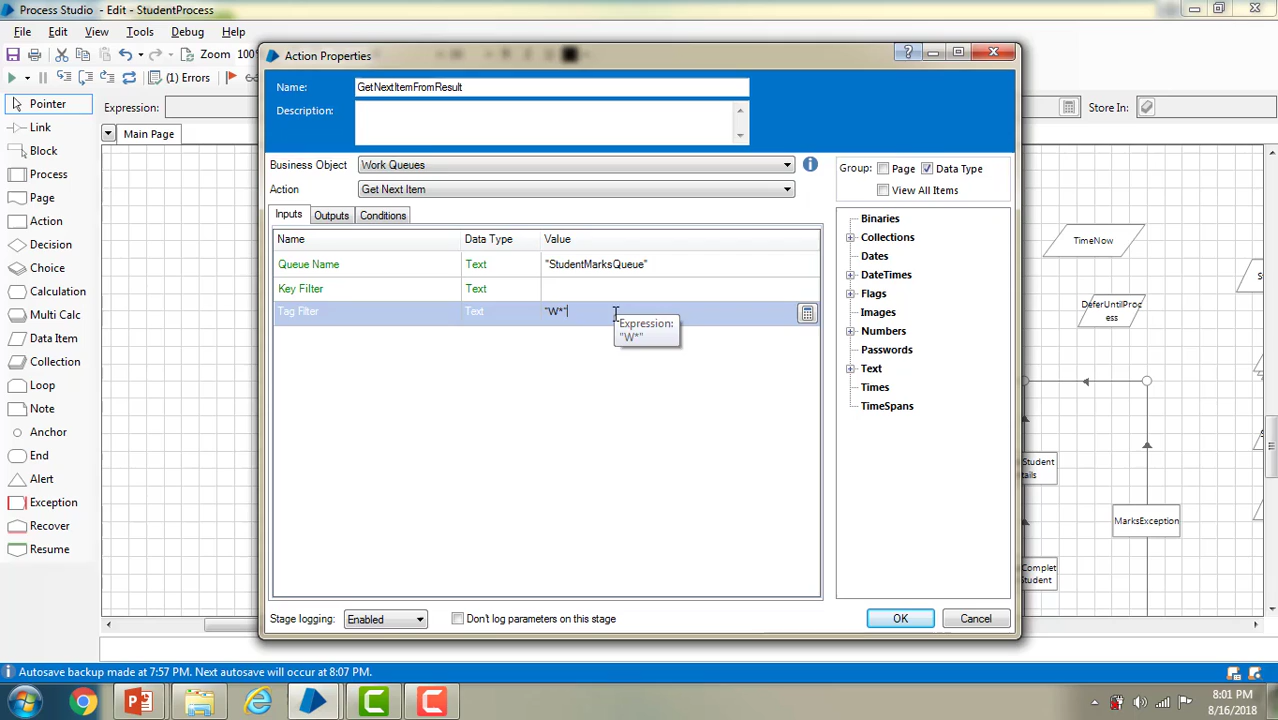 Process Studio - Edit - StudentProcess
File Edit View Tools Debug Help
Zoom 100%
(1) Errors
Pointer
Expression:
Store In:
Link
Block
Process
Page
Action
Decision
Choice
Calculation
Multi Calc
Data Item
Collection
Loop
Note
Anchor
End
Alert
Exception
Recover
Resume
Main Page
Action Properties
?
Name: GetNextItemFromResult
Description:
Business Object Work Queues
Action Get Next Item
Inputs Outputs Conditions
Name Data Type Value
Queue Name Text "StudentMarksQueue"
Key Filter Text
Tag Filter Text "W*"
Expression:
"W*"
Group: Page Data Type
View All Items
Binaries
Collections
Dates
DateTimes
Flags
Images
Numbers
Passwords
Text
Times
TimeSpans
Stage logging: Enabled Don't log parameters on this stage
OK Cancel
TimeNow
DeferUntilProc
ess
Student
MarksException
Complet
Student
Autosave backup made at 7:57 PM. Next autosave will occur at 8:07 PM.
8:01 PM
8/16/2018